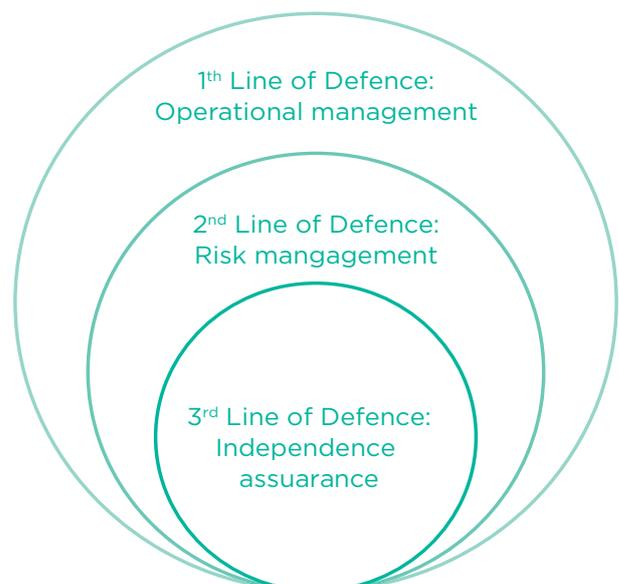 1th Line of Defence:
Operational management
2nd Line of Defence:
Risk mangagement
3rd Line of Defence:
Independence
assuarance